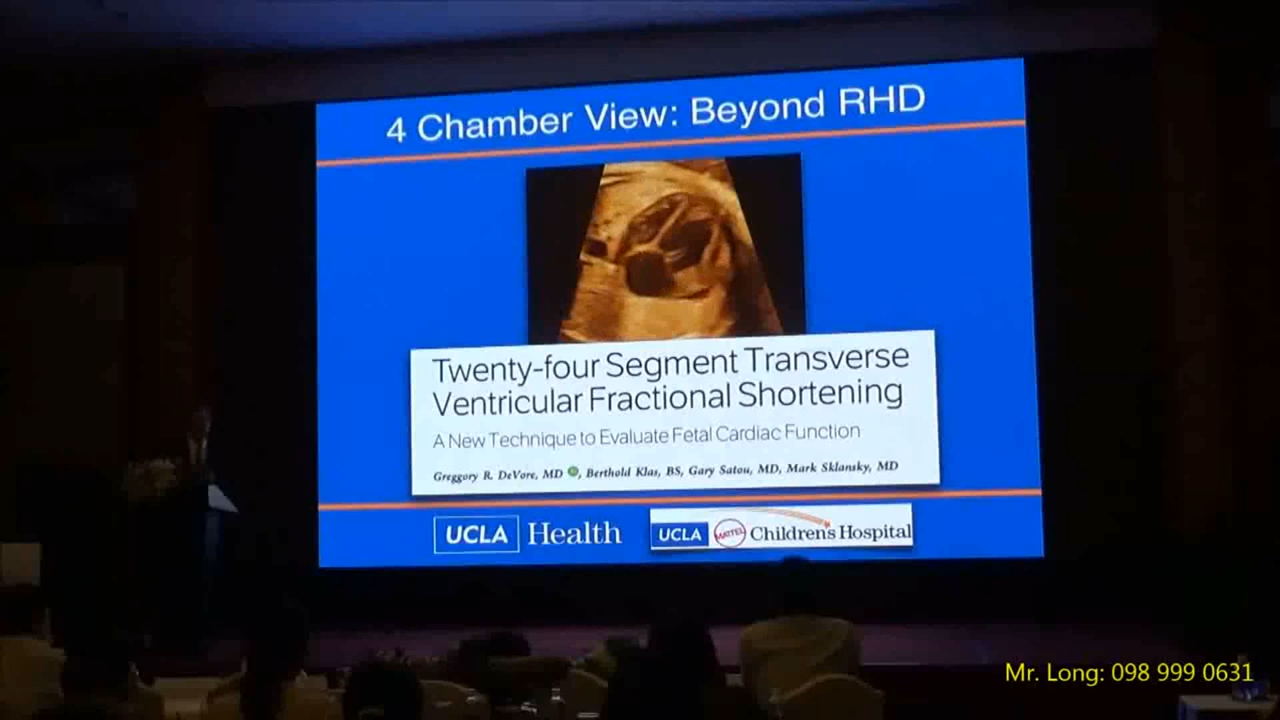 4 Chamber View: Beyond RHD
Twenty-four Segment Transverse
Ventricular Fractional Shortening
A New Technique to Evaluate Fetal Cardiac Function
Greggory R. DeVore, MD , Berthold Klas, BS, Gary Satou, MD, Mark Sklansky, MD
UCLA Health
UCLA MATTEL Children's Hospital
Mr. Long: 098 999 0631